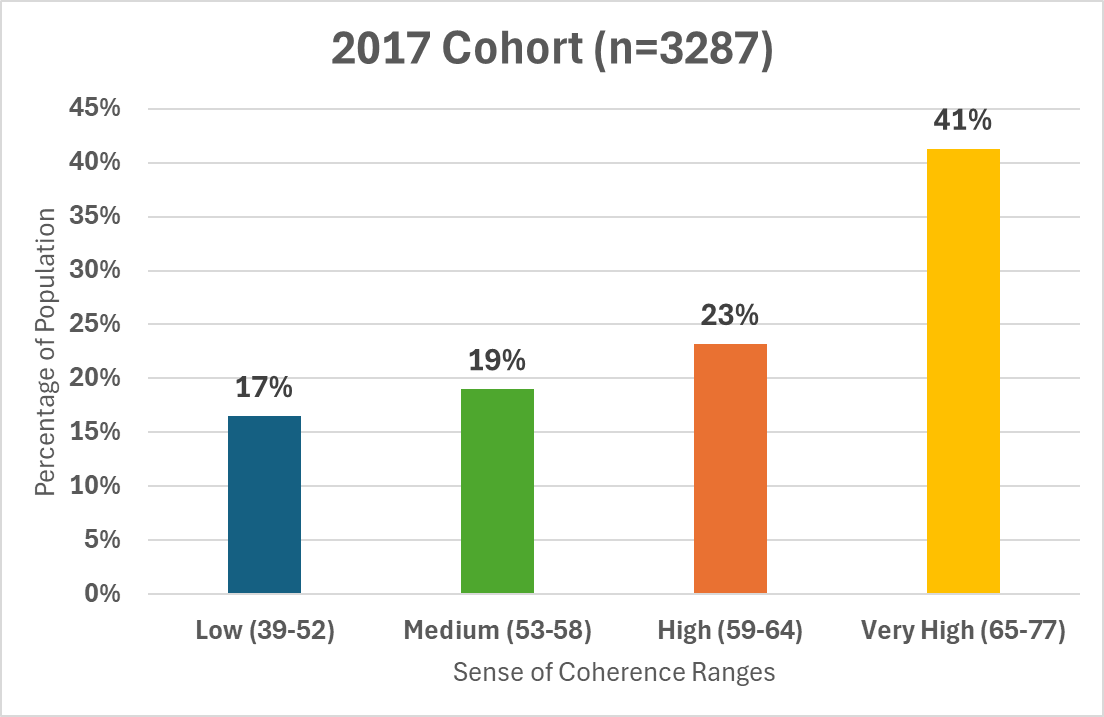 2017 Cohort (n=3287)
45%
40%
35%
30%
25%
20%
15%
10%
5%
0%
Percentage of Population
17%
19%
23%
41%
Low (39-52)
Medium (53-58)
High (59-64)
Very High (65-77)
Sense of Coherence Ranges